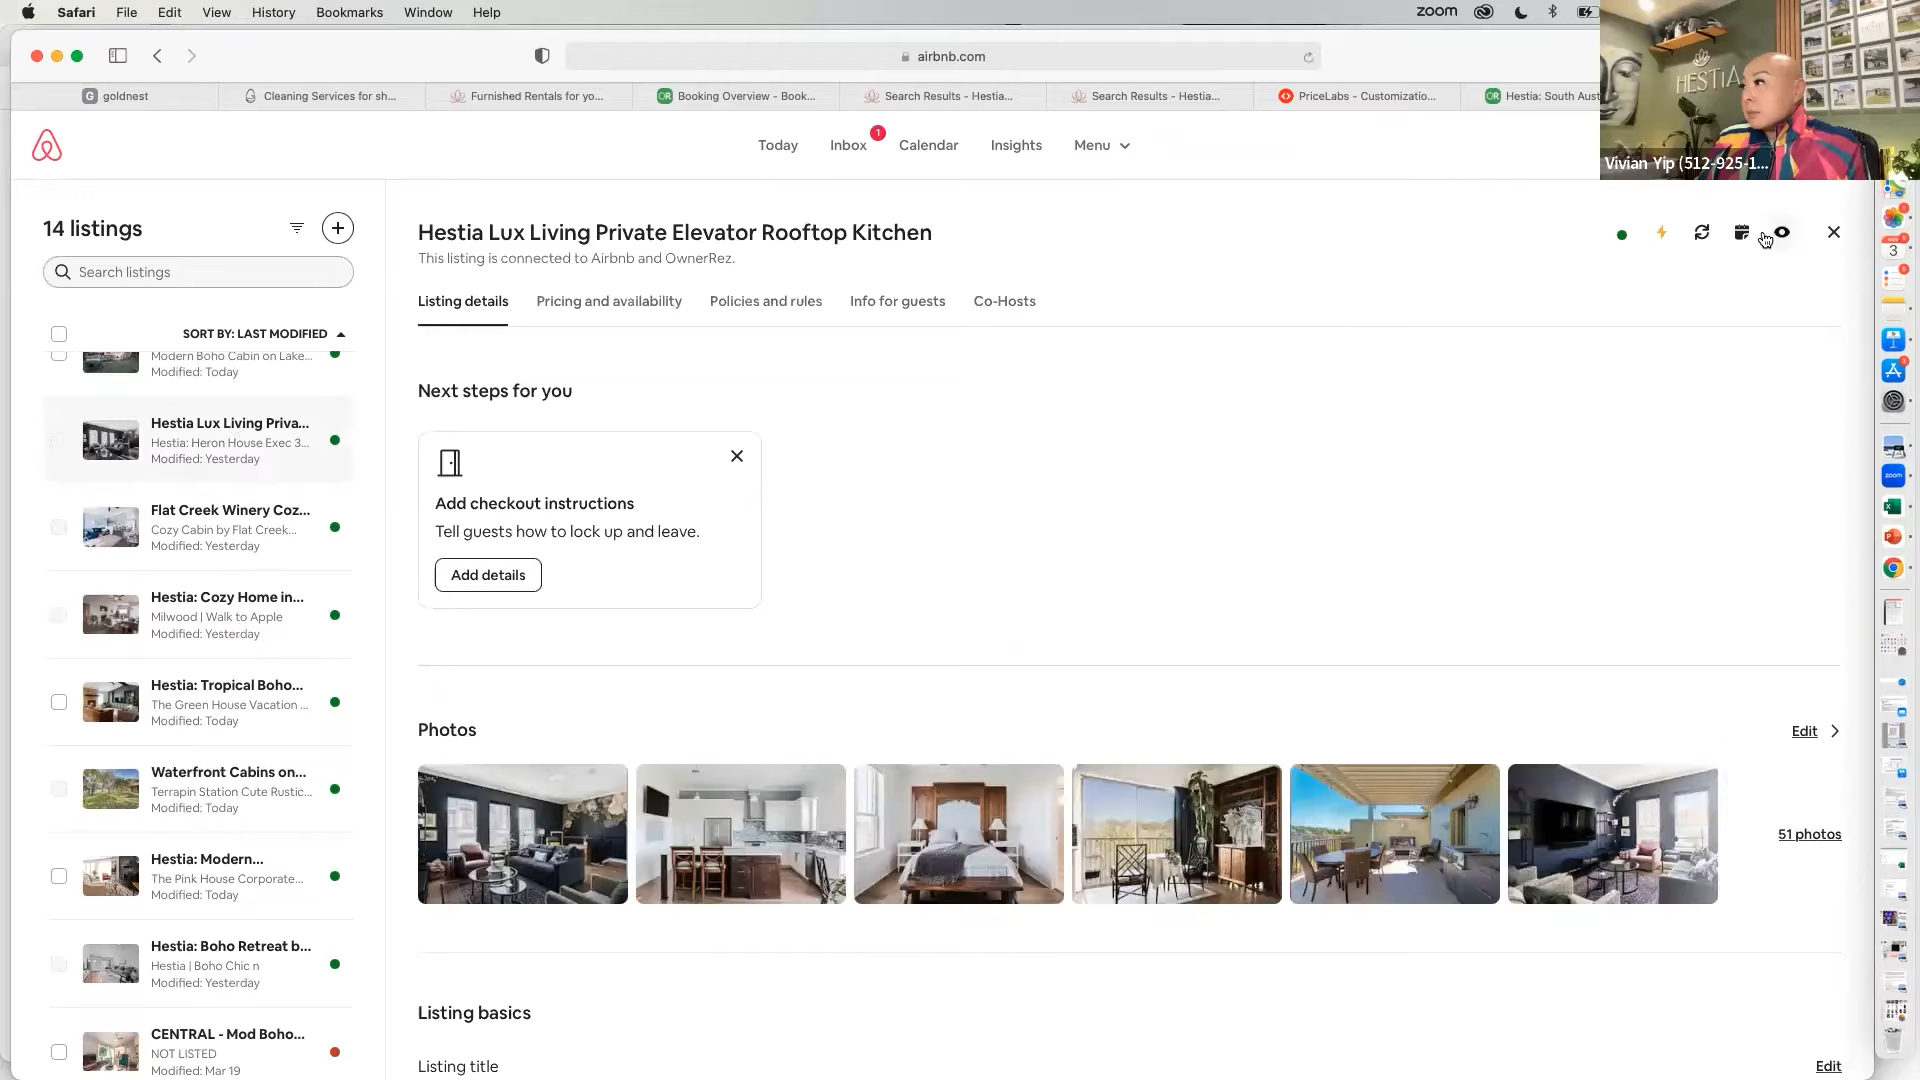 Safari File Edit View History Bookmarks Window Help
zoom
airbnb.com
G goldnest
Cleaning Services for sh...
Furnished Rentals for yo...
OR Booking Overview - Book...
Search Results - Hestia...
Search Results - Hestia...
PriceLabs - Customizatio...
OR Hestia: South Aust
HESTIA
Vivian Yip (512-925-1...
Today
Inbox
1
Calendar
Insights
Menu
14 listings
Search listings
SORT BY: LAST MODIFIED
Modern Boho Cabin on Lake...
Modified: Today
Hestia Lux Living Priva...
Hestia: Heron House Exec 3...
Modified: Yesterday
Flat Creek Winery Coz...
Cozy Cabin by Flat Creek...
Modified: Yesterday
Hestia: Cozy Home in...
Milwood | Walk to Apple
Modified: Yesterday
Hestia: Tropical Boho...
The Green House Vacation ...
Modified: Today
Waterfront Cabins on...
Terrapin Station Cute Rustic...
Modified: Today
Hestia: Modern...
The Pink House Corporate...
Modified: Today
Hestia: Boho Retreat b...
Hestia | Boho Chic n
Modified: Yesterday
CENTRAL - Mod Boho...
NOT LISTED
Modified: Mar 19
Hestia Lux Living Private Elevator Rooftop Kitchen
This listing is connected to Airbnb and OwnerRez.
Listing details
Pricing and availability
Policies and rules
Info for guests
Co-Hosts
Next steps for you
Add checkout instructions
Tell guests how to lock up and leave.
Add details
Photos
Edit
51 photos
Listing basics
Listing title
Edit
3
zoom